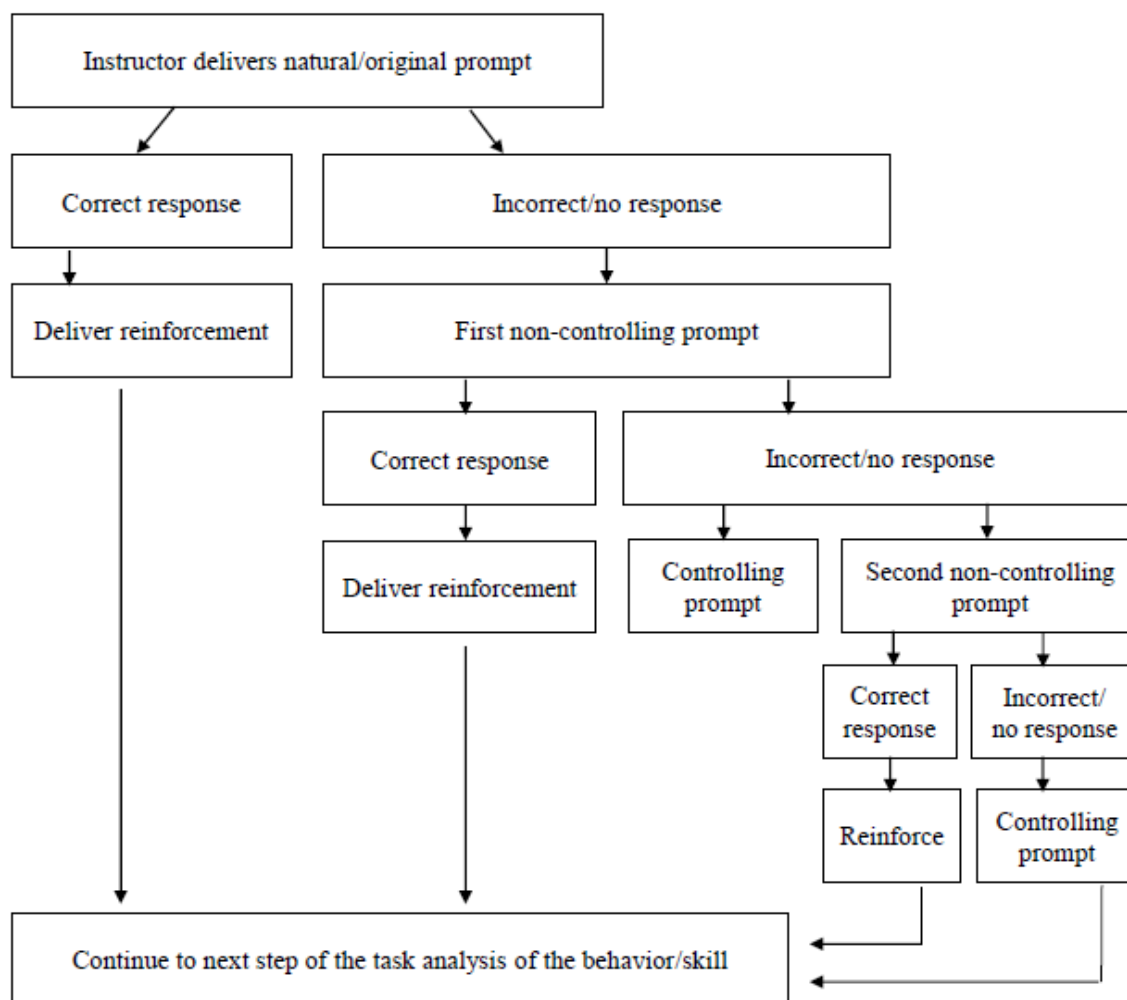 Instructor delivers natural/original prompt
Correct response
Incorrect/no response
Deliver reinforcement
First non-controlling prompt
Correct response
Incorrect/no response
Deliver reinforcement
Controlling
prompt
Second non-controlling
prompt
Correct
response
Incorrect/
no response
Reinforce
Controlling
prompt
Continue to next step of the task analysis of the behavior/skill